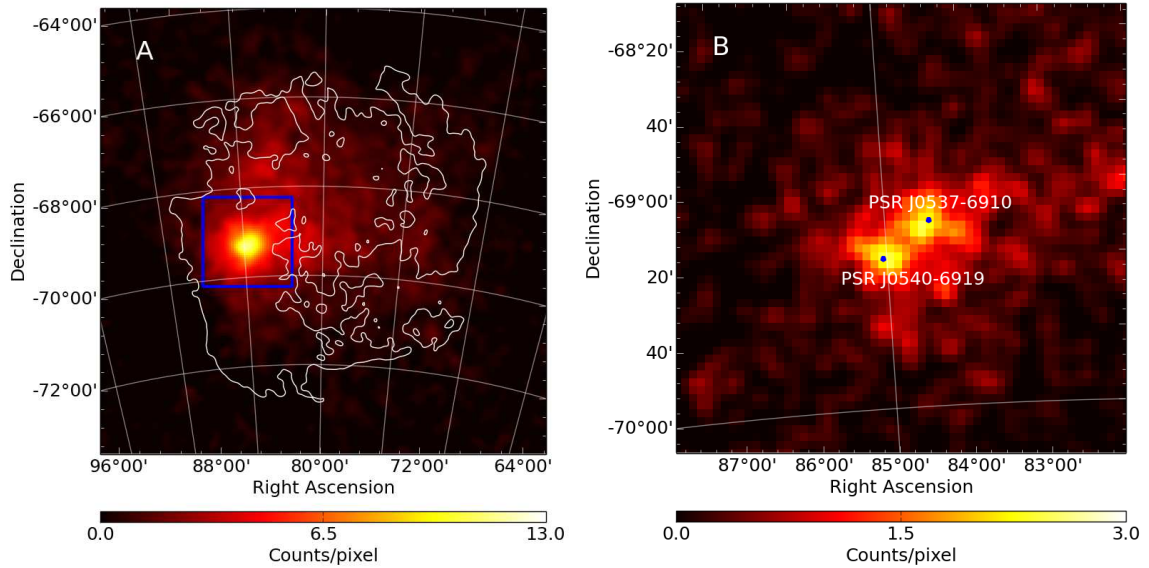 A
-64°00'
-66°00'
-68°00'
-70°00'
-72°00'
Declination
96°00'
88°00'
80°00'
72°00'
64°00'
Right Ascension
0.0
6.5
13.0
Counts/pixel
B
-68°20'
40'
-69°00'
20'
40'
-70°00'
Declination
PSR J0537-6910
PSR J0540-6919
87°00'
86°00'
85°00'
84°00'
83°00'
Right Ascension
0.0
1.5
3.0
Counts/pixel